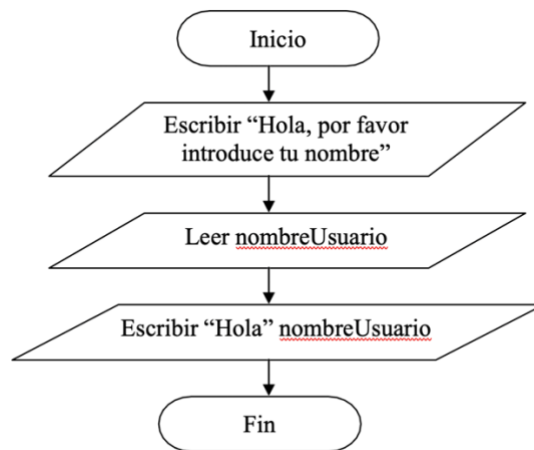 Inicio
Escribir “Hola, por favor
introduce tu nombre”
Leer nombreUsuario
Escribir “Hola” nombreUsuario
Fin